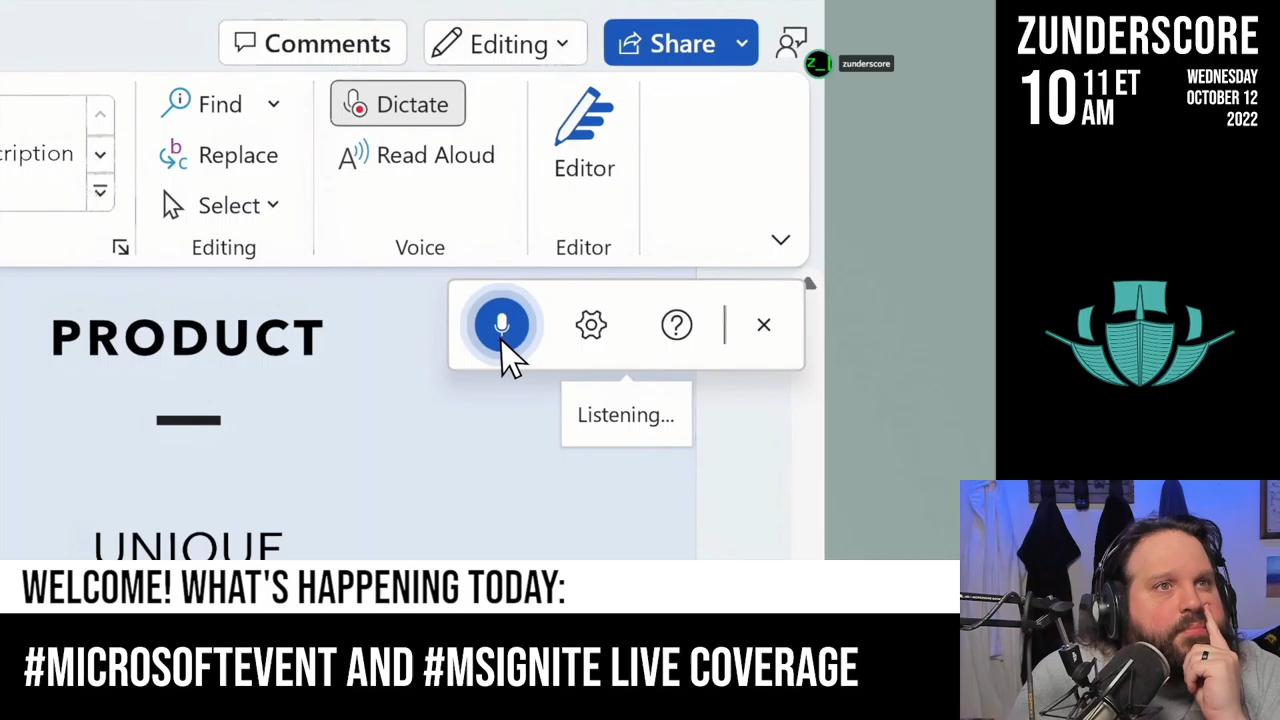 Comments
Editing
Share
zunderscore
Find
Dictate
cription
Replace
Read Aloud
Editor
Select
Editing
Voice
Editor
PRODUCT
Listening...
UNIQUE
ZUNDERSCORE
10 11 ET AM
WEDNESDAY
OCTOBER 12
2022
WELCOME! WHAT'S HAPPENING TODAY:
#MICROSOFTEVENT AND #MSIGNITE LIVE COVERAGE